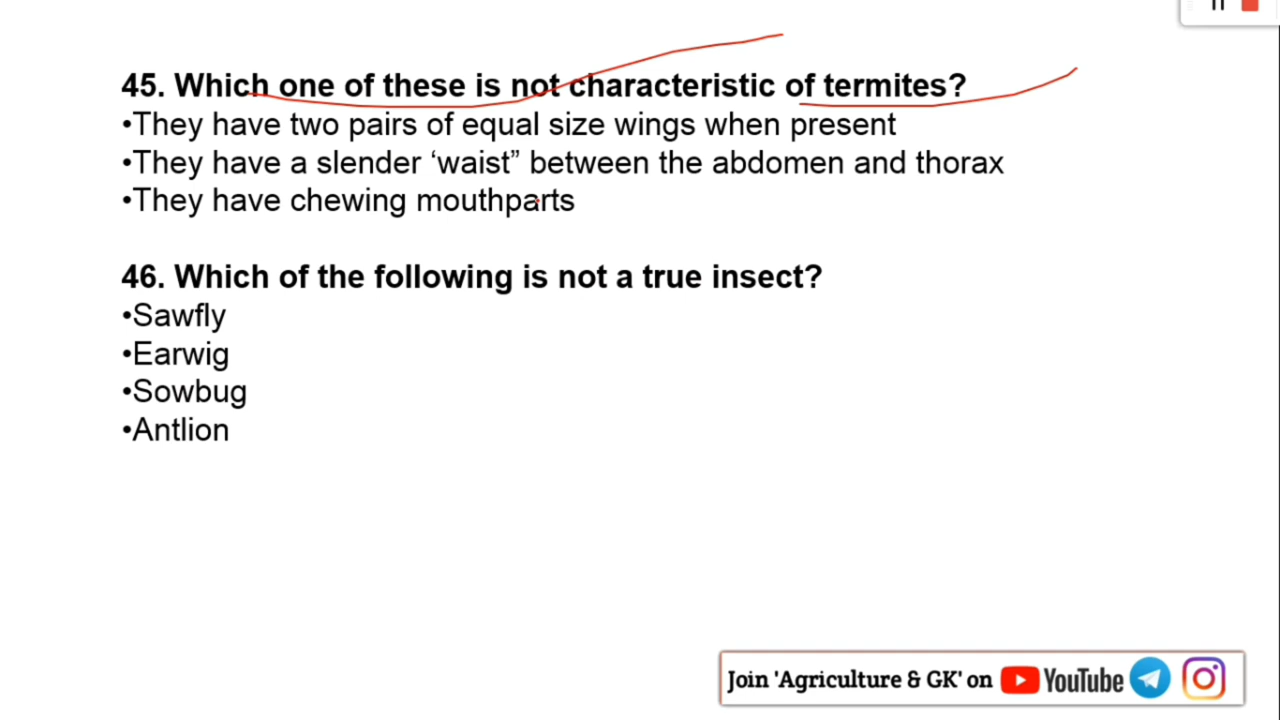 45. Which one of these is not characteristic of termites?
•They have two pairs of equal size wings when present
•They have a slender ‘waist” between the abdomen and thorax
•They have chewing mouthparts
46. Which of the following is not a true insect?
•Sawfly
•Earwig
•Sowbug
•Antlion
Join 'Agriculture & GK' on YouTube